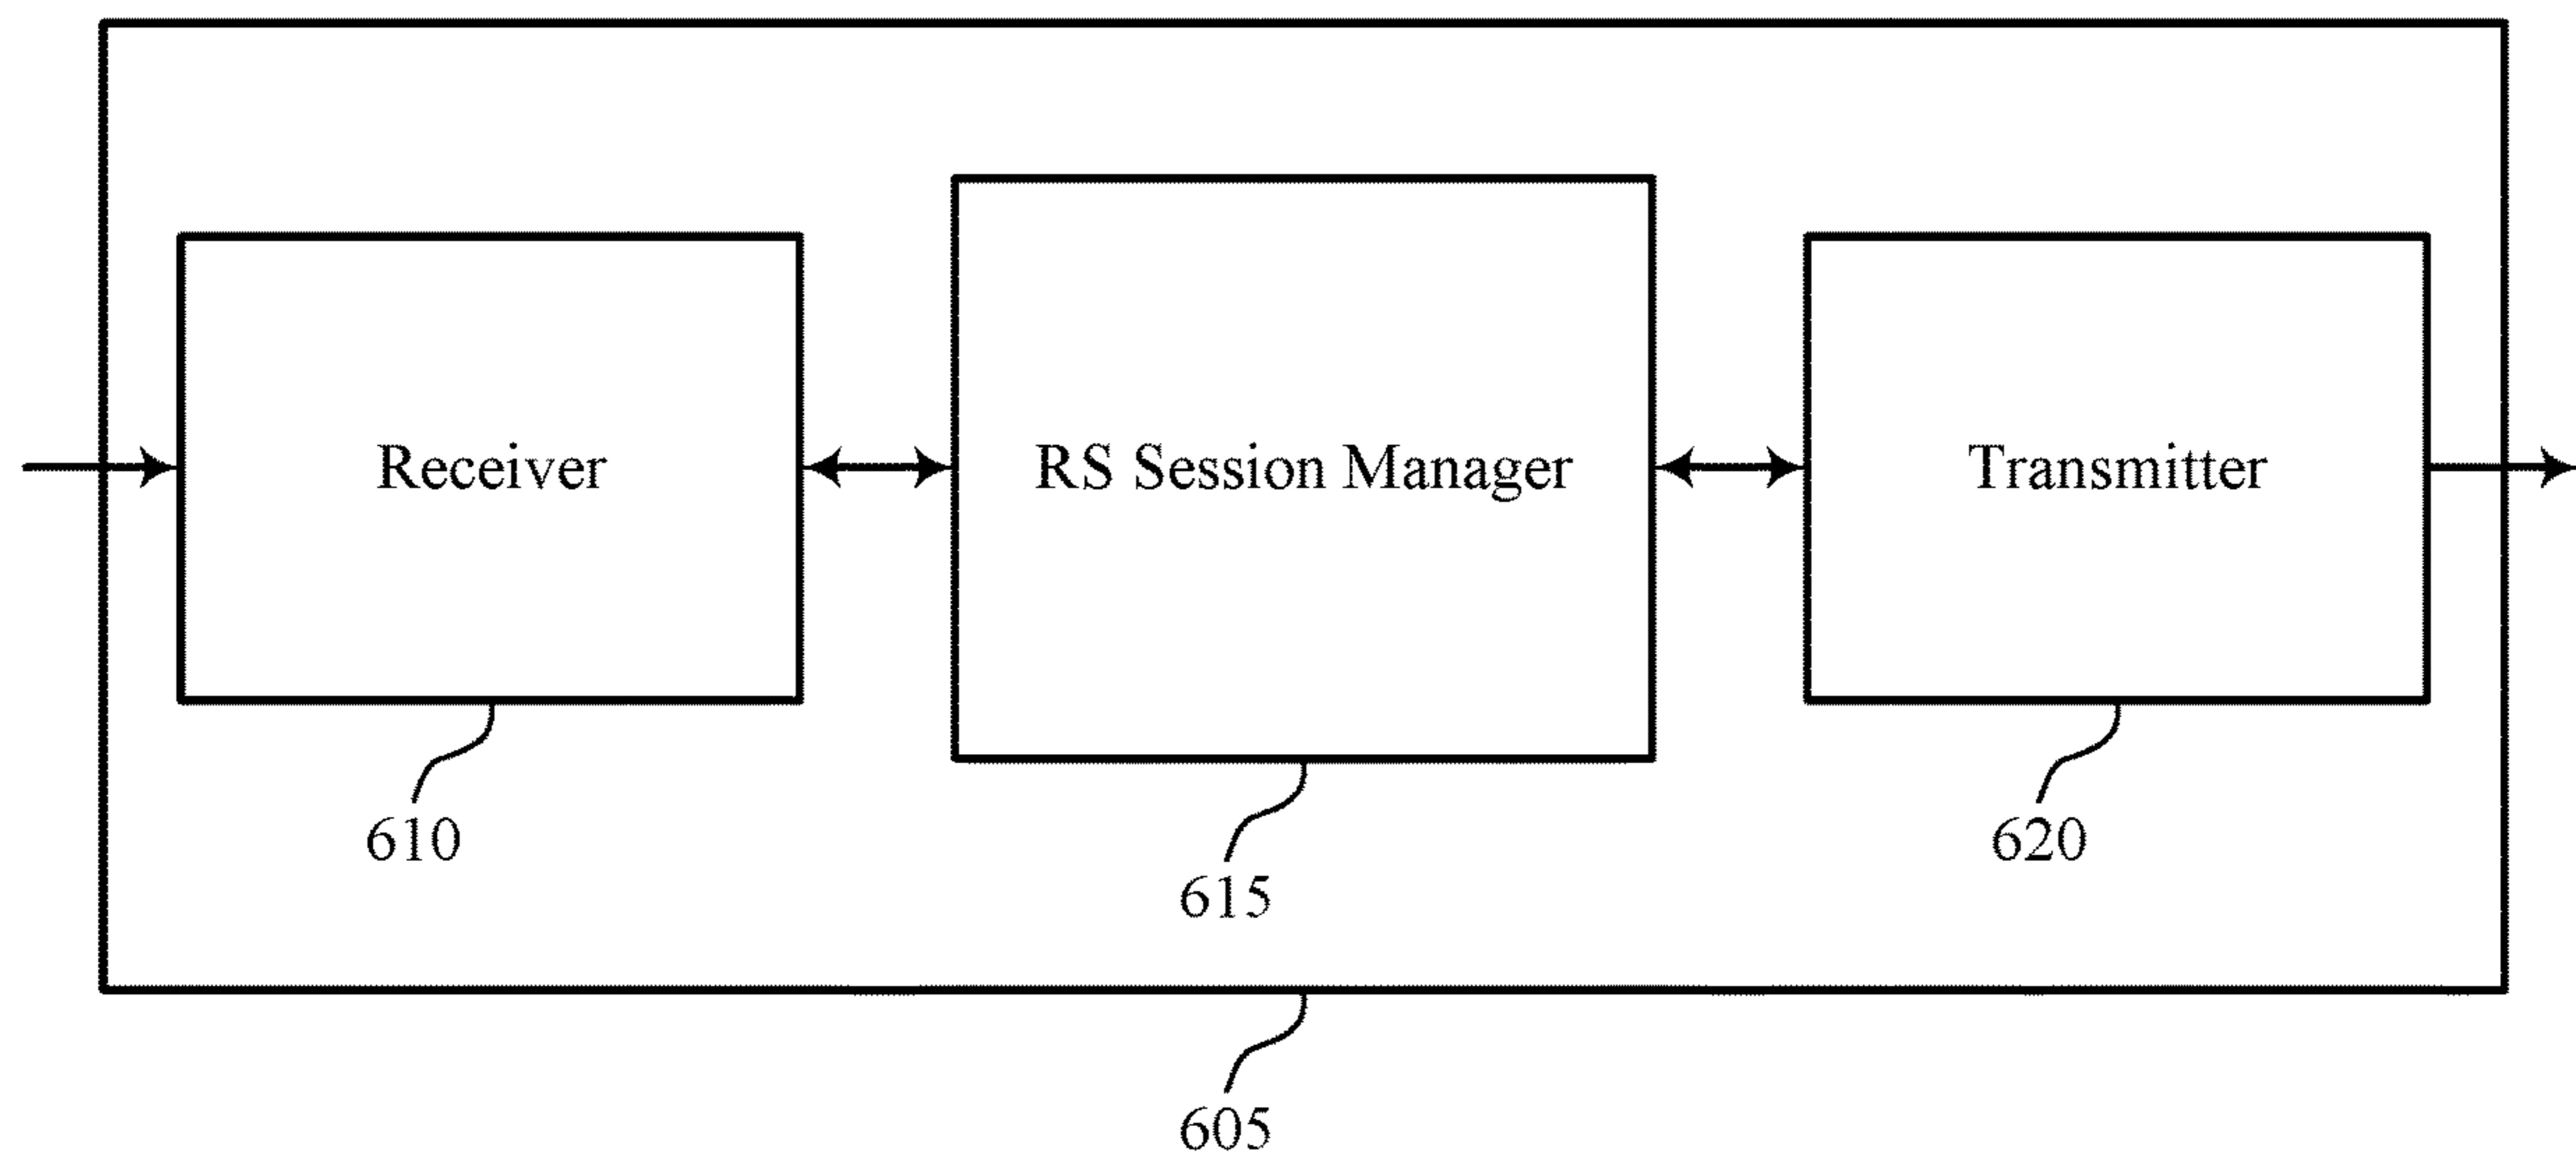 Receiver
RS Session Manager
Transmitter
610
615
620
605